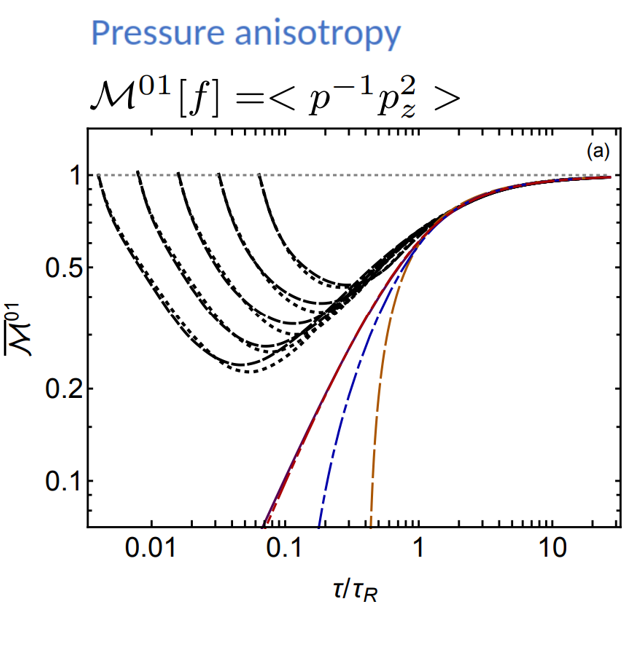 Pressure anisotropy
ℳ⁰¹[f] =< p⁻¹p_z² >
(a)
1
0.5
0.2
0.1
ℳ̅⁰¹
0.01 0.1 1 10
τ/τ_R